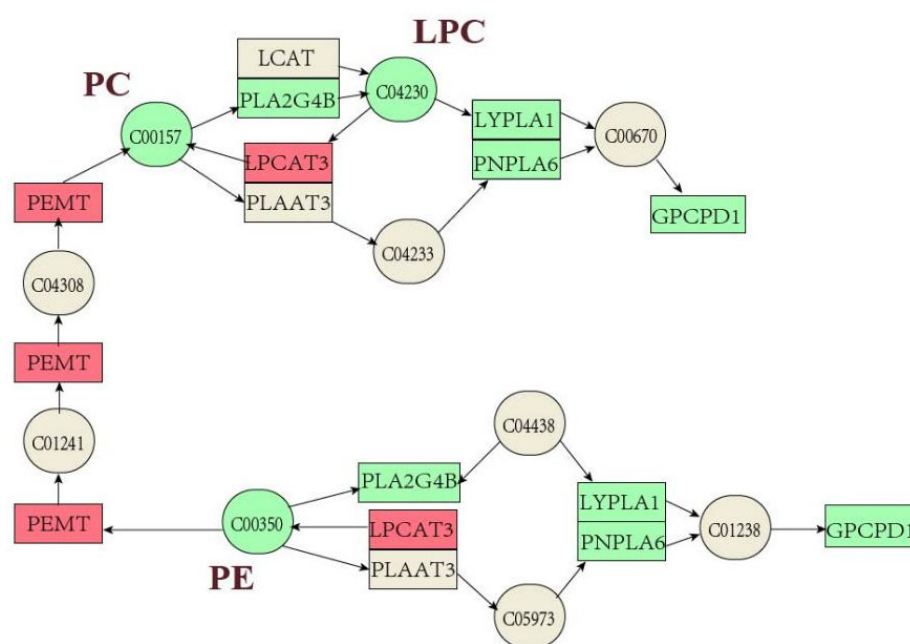 LPC
LCAT
PC
PLA2G4B
C04230
C00157
LYPLA1
C00670
LPCAT3
PNPLA6
PEMT
PLAAT3
GPCPD1
C04233
C04308
PEMT
C04438
C01241
PLA2G4B
LYPLA1
PEMT
C00350
LPCAT3
PNPLA6
C01238
GPCPD1
PLAAT3
PE
C05973